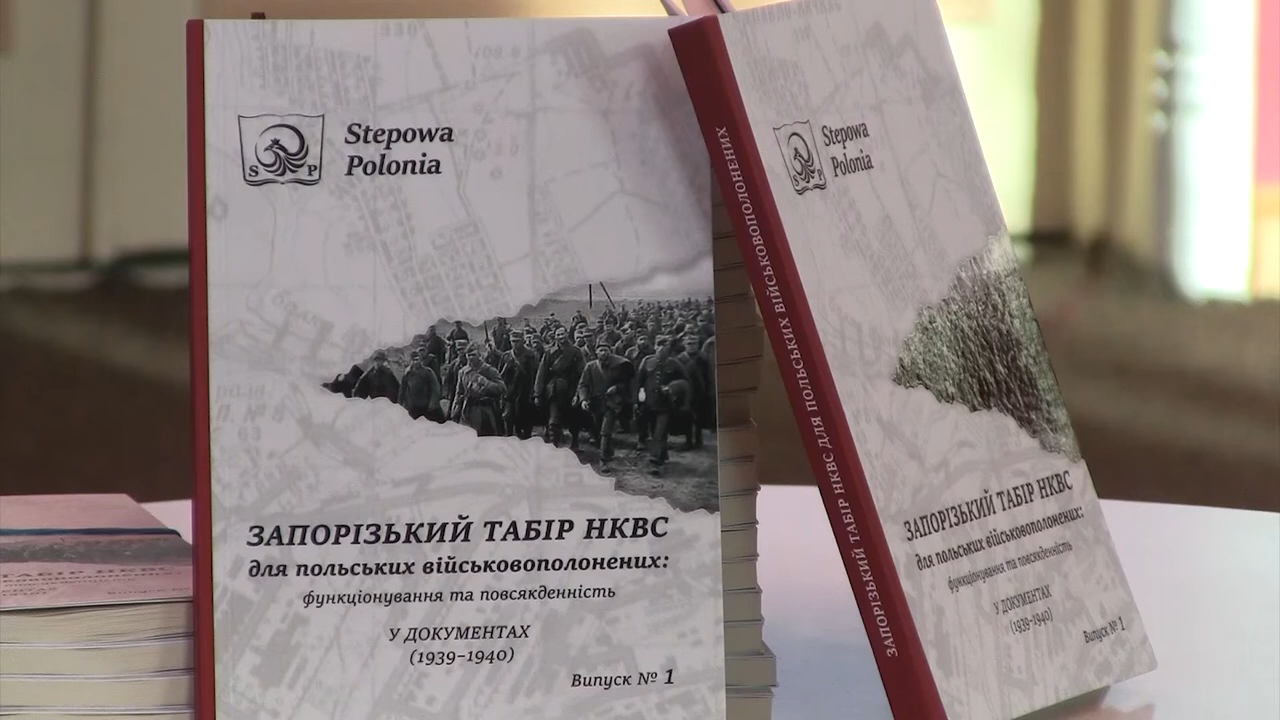 Stepowa
Polonia
S P
ЗАПОРІЗЬКИЙ ТАБІР НКВС
для польських військовополонених:
функціонування та повсякденність
У ДОКУМЕНТАХ
(1939–1940)
Випуск № 1
ЗАПОРІЗЬКИЙ ТАБІР НКВС ДЛЯ ПОЛЬСЬКИХ ВІЙСЬКОВОПОЛОНЕНИХ
Stepowa
Polonia
S P
ЗАПОРІЗЬКИЙ ТАБІР НКВС
для польських військовополонених:
функціонування та повсякденність
У ДОКУМЕНТАХ
(1939–1940)
Випуск № 1